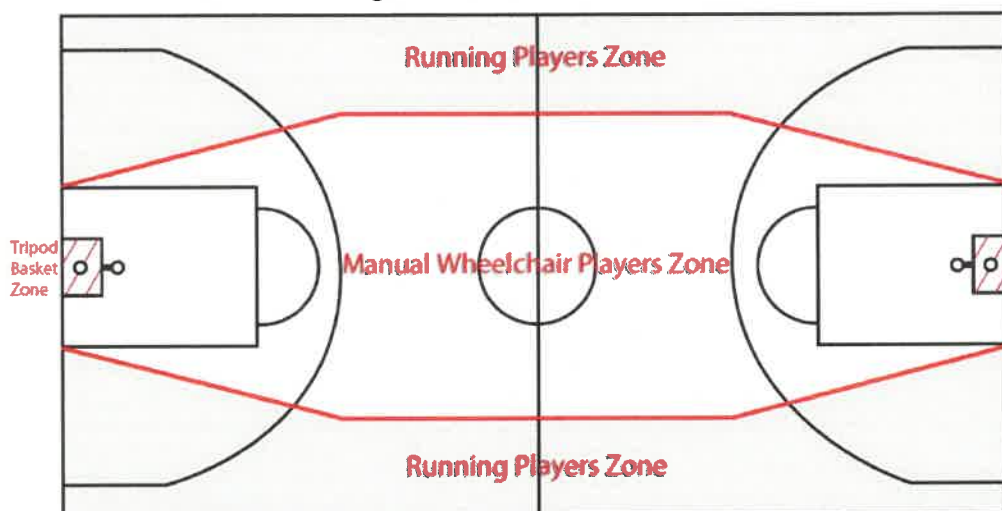 Running Players Zone
Tripod
Basket
Zone
Manual Wheelchair Players Zone
Running Players Zone